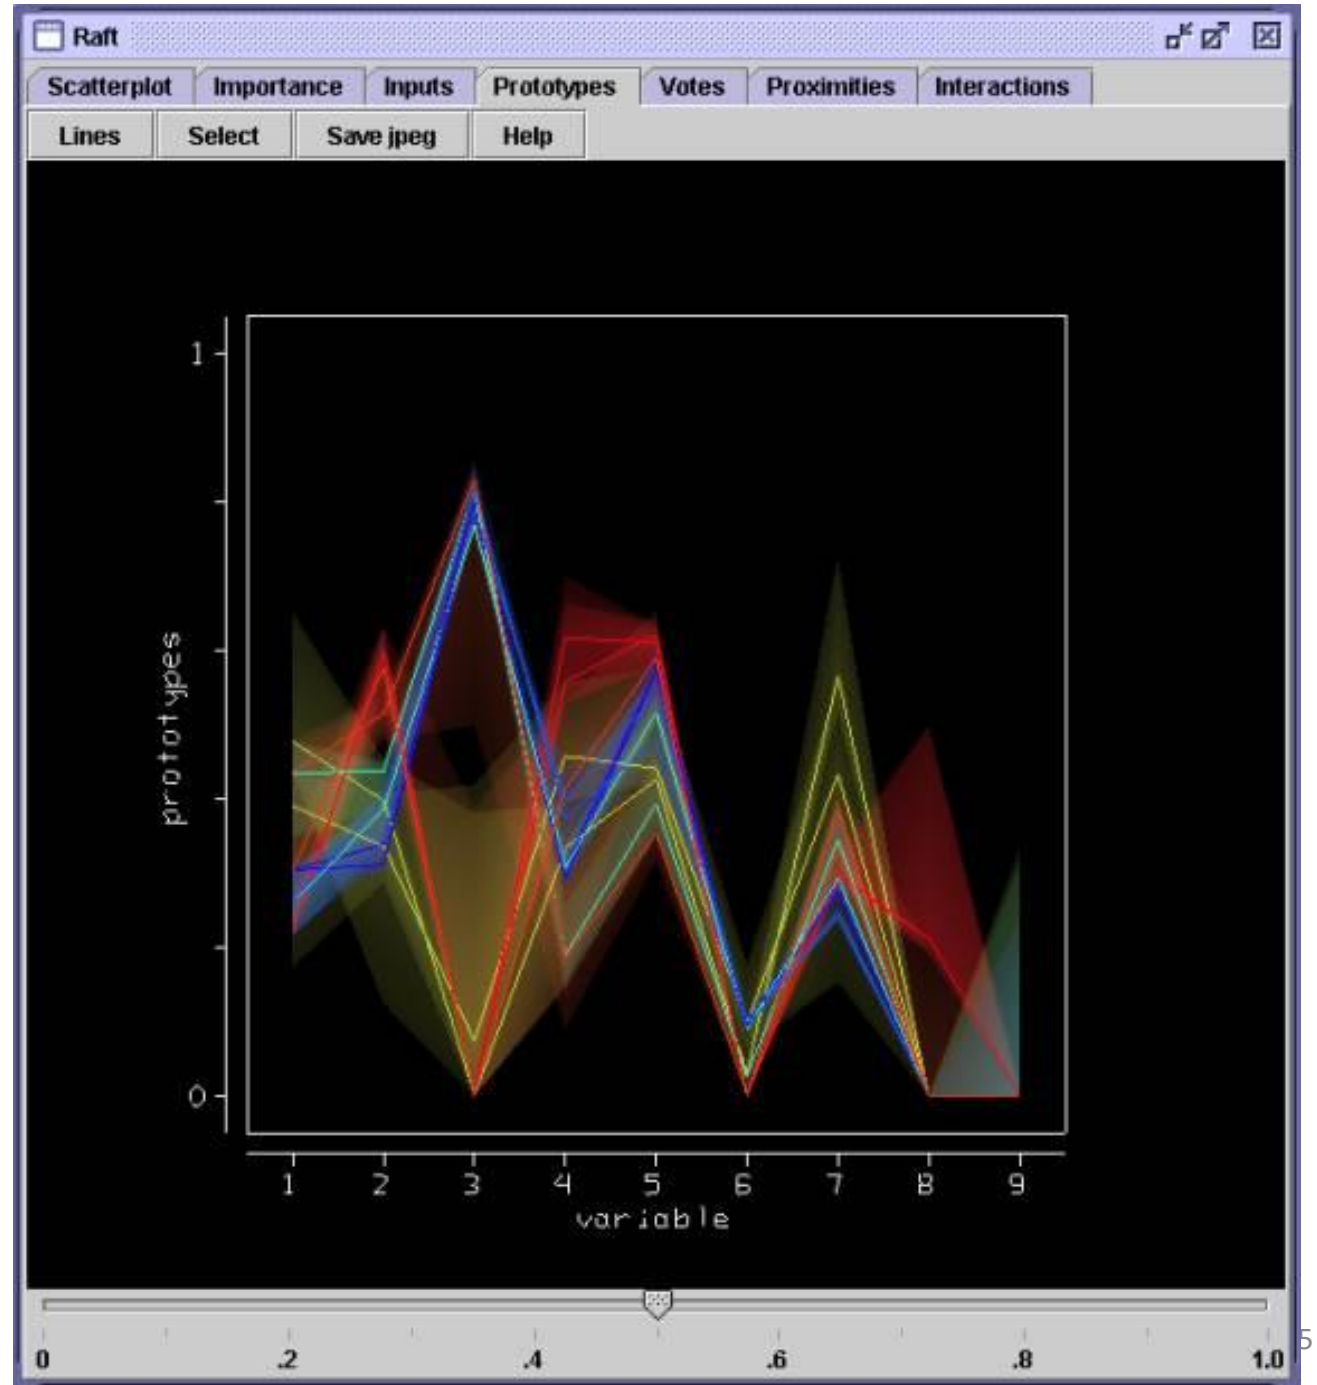 Raft
Scatterplot Importance Inputs Prototypes Votes Proximities Interactions
Lines Select Save jpeg Help
1
prototypes
0
1 2 3 4 5 6 7 8 9
variable
5
0 .2 .4 .6 .8 1.0